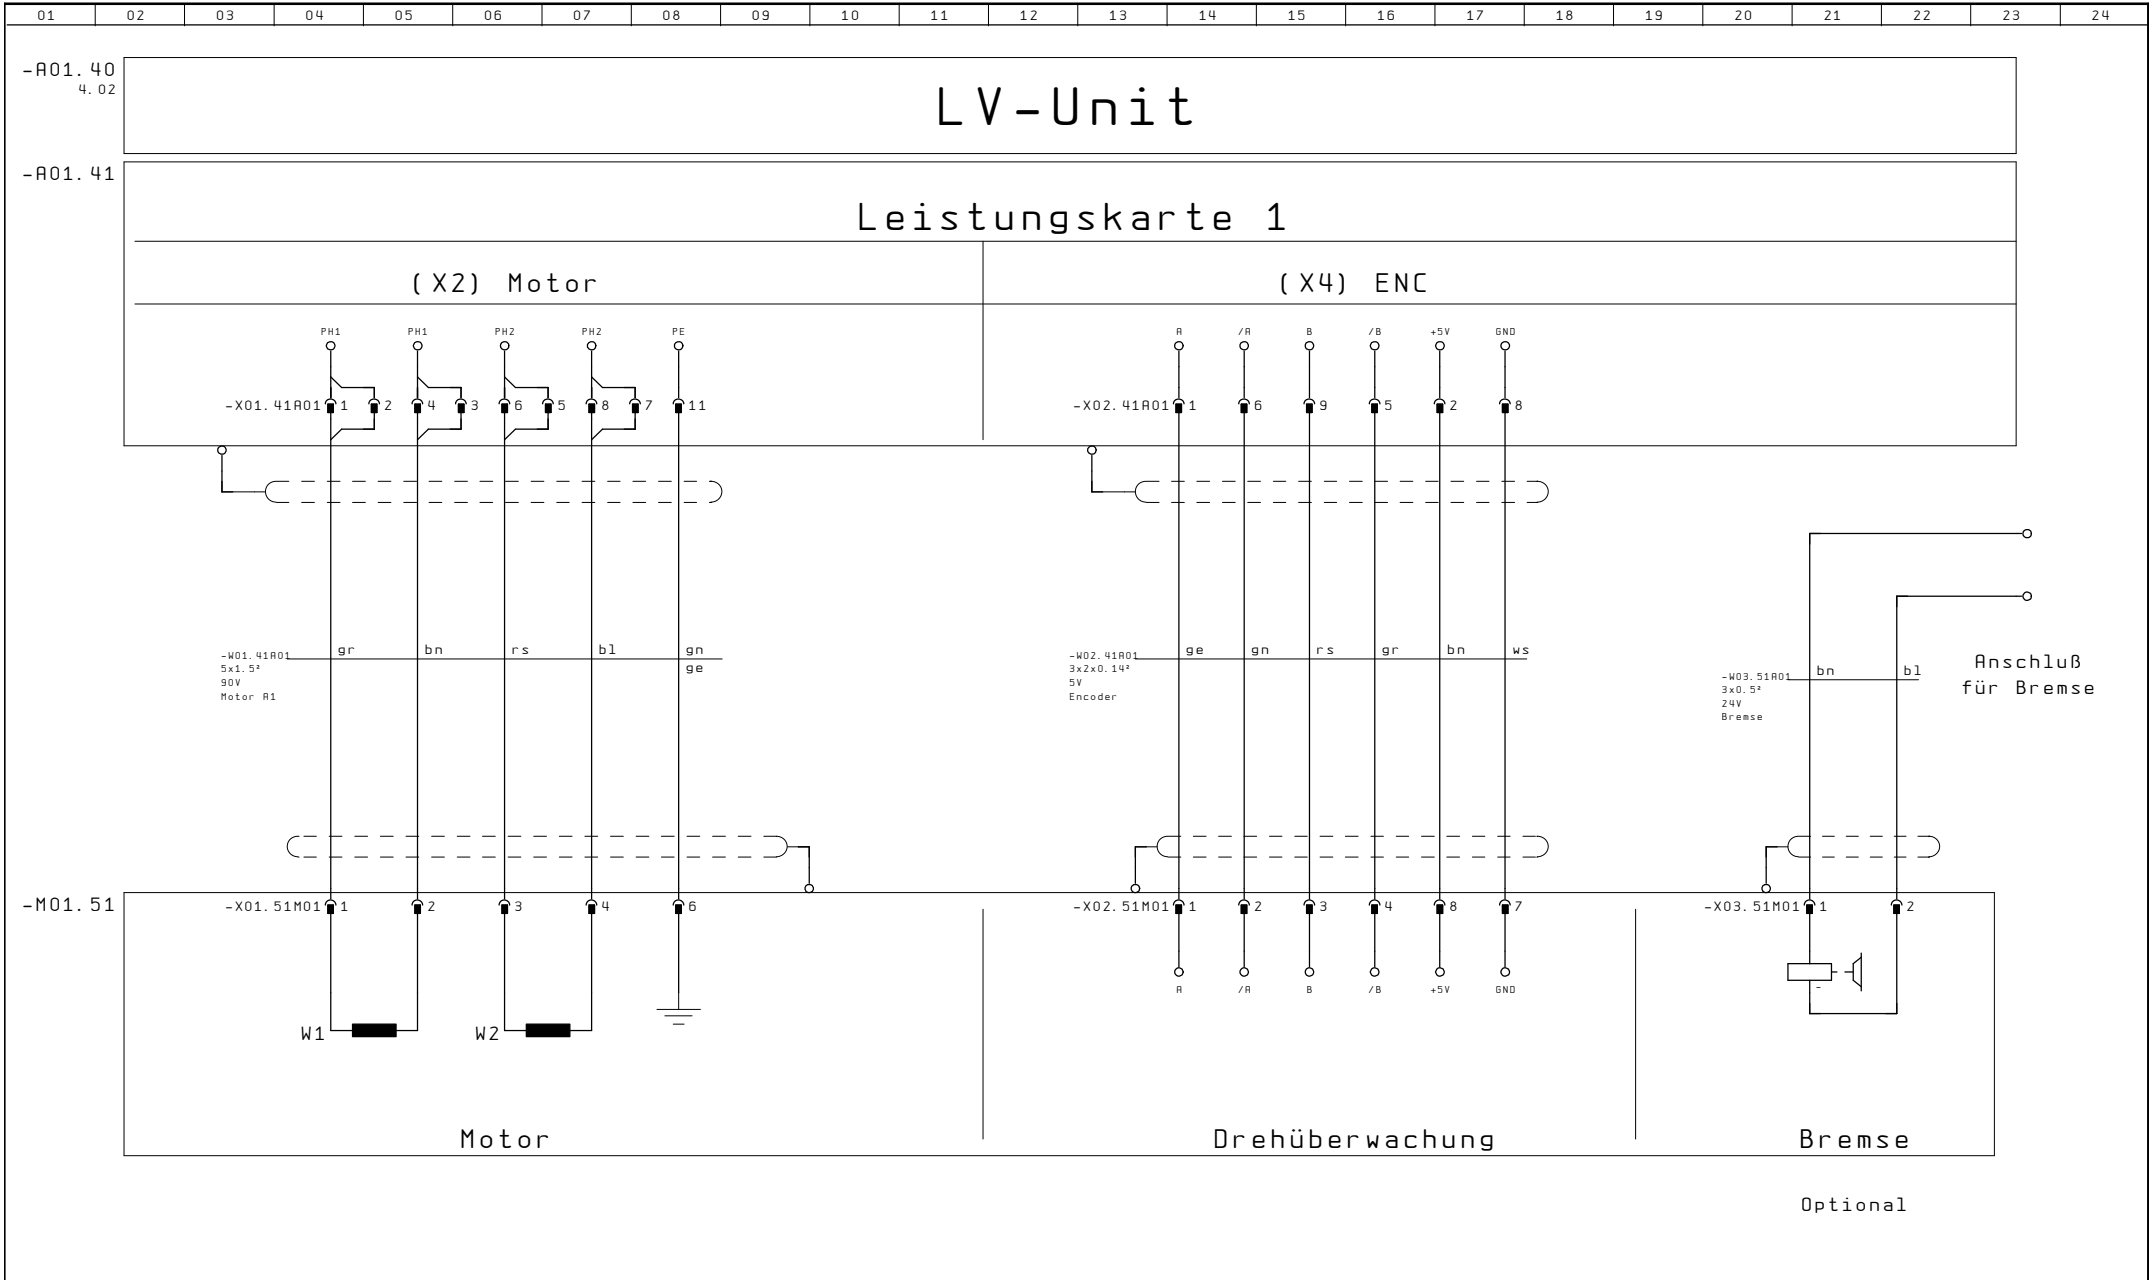 01 02 03 04 05 06 07 08 09 10 11 12 13 14 15 16 17 18 19 20 21 22 23 24
-A01.40
4.02
LV-Unit
-A01.41
Leistungskarte 1
(X2) Motor
(X4) ENC
PH1 PH1 PH2 PH2 PE
A /A B /B +5V GND
-X01.41A01 1 2 4 3 6 5 8 7 11
-X02.41A01 1 6 9 5 2 8
gr bn rs bl gn
ge
-W01.41A01
5x1.5²
90V
Motor A1
ge gn rs gr bn ws
-W02.41A01
3x2x0.14²
5V
Encoder
bn bl
-W03.51A01
3x0.5²
24V
Bremse
Anschluß
für Bremse
-M01.51
-X01.51M01 1 2 3 4 6
-X02.51M01 1 2 3 4 8 7
-X03.51M01 1 2
A /A B /B +5V GND
W1
W2
Motor
Drehüberwachung
Bremse
Optional